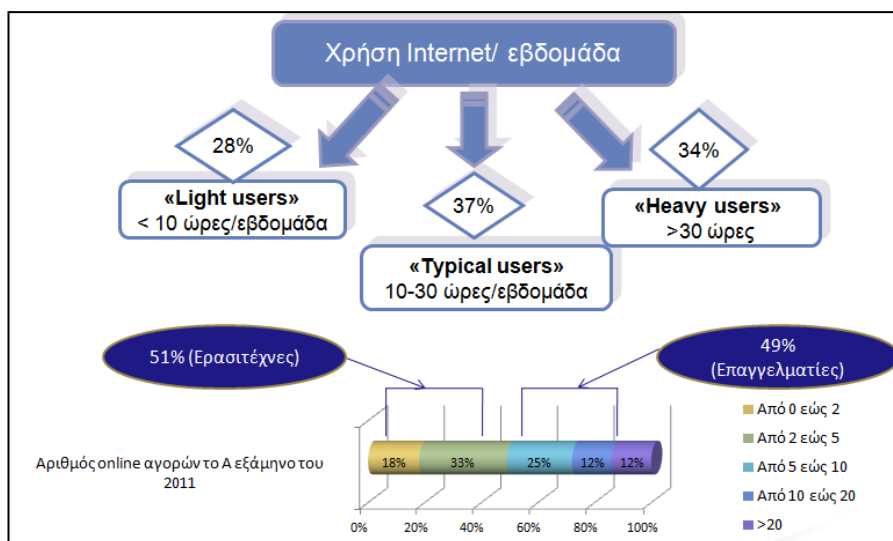 Χρήση Internet/ εβδομάδα
28%
«Light users»
< 10 ώρες/εβδομάδα
37%
«Typical users»
10-30 ώρες/εβδομάδα
34%
«Heavy users»
>30 ώρες
51% (Ερασιτέχνες)
49%
(Επαγγελματίες)
Αριθμός online αγορών το Α εξάμηνο του
2011
18% 33% 25% 12% 12%
0% 20% 40% 60% 80% 100%
Από 0 εώς 2
Από 2 εώς 5
Από 5 εώς 10
Από 10 εώς 20
>20